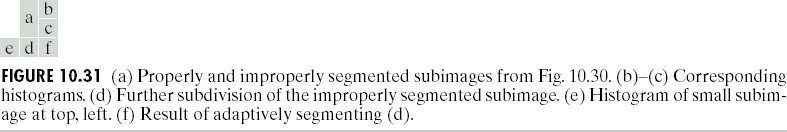 a b
c
e d f
FIGURE 10.31 (a) Properly and improperly segmented subimages from Fig. 10.30. (b)–(c) Corresponding
histograms. (d) Further subdivision of the improperly segmented subimage. (e) Histogram of small subim-
age at top, left. (f) Result of adaptively segmenting (d).